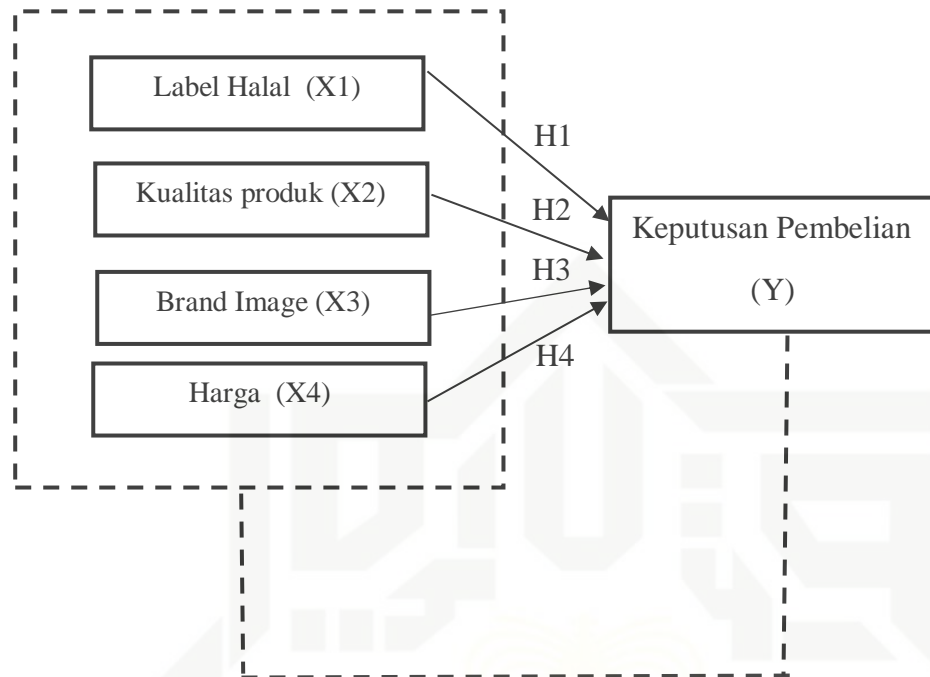 Label Halal (X1)
H1
Kualitas produk (X2)
H2
Keputusan Pembelian
(Y)
Brand Image (X3)
H3
Harga (X4)
H4